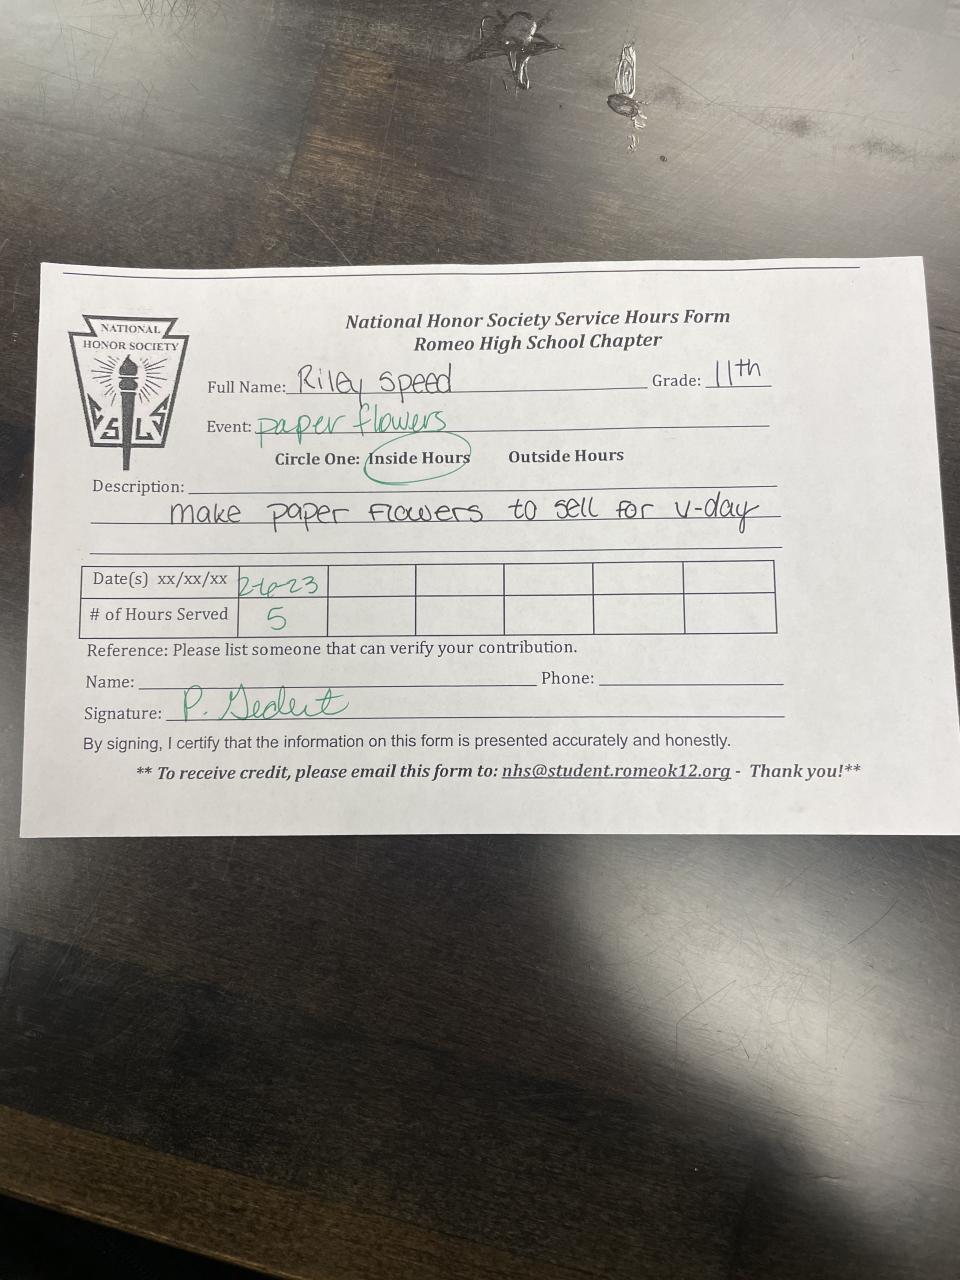 NATIONAL
HONOR SOCIETY
National Honor Society Service Hours Form
Romeo High School Chapter
Full Name: Riley Speed Grade: 11th
Event: paper flowers
Circle One: Inside Hours Outside Hours
Description:
make paper flowers to sell for v-day
Date(s) xx/xx/xx 2-6-23
# of Hours Served 5
Reference: Please list someone that can verify your contribution.
Name: Phone:
Signature: P.
By signing, I certify that the information on this form is presented accurately and honestly.
** To receive credit, please email this form to: nhs@student.romeok12.org - Thank you!**